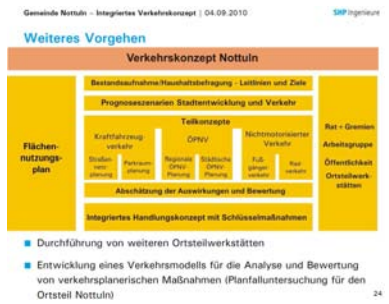 Gemeinde Nottuln – Integriertes Verkehrskonzept | 04.09.2010
SHP Ingenieure
Weiteres Vorgehen
Verkehrskonzept Nottuln
Flächen-
nutzungs-
plan
Bestandsaufnahme/Haushaltsbefragung - Leitlinien und Ziele
Prognoseszenarien Stadtentwicklung und Verkehr
Teilkonzepte
Kraftfahrzeug-
verkehr
ÖPNV
Nichtmotorisierter
Verkehr
Straßen-
netz-
planung
Parkraum-
planung
Regionale
ÖPNV-
Planung
Städtische
ÖPNV-
Planung
Fuß-
gänger-
verkehr
Rad-
verkehr
Abschätzung der Auswirkungen und Bewertung
Integriertes Handlungskonzept mit Schlüsselmaßnahmen
Rat + Gremien
Arbeitsgruppe
Öffentlichkeit
Ortsteilwerk-
stätten
Durchführung von weiteren Ortsteilwerkstätten
Entwicklung eines Verkehrsmodells für die Analyse und Bewertung
von verkehrsplanerischen Maßnahmen (Planfalluntersuchung für den
Ortsteil Nottuln)
24